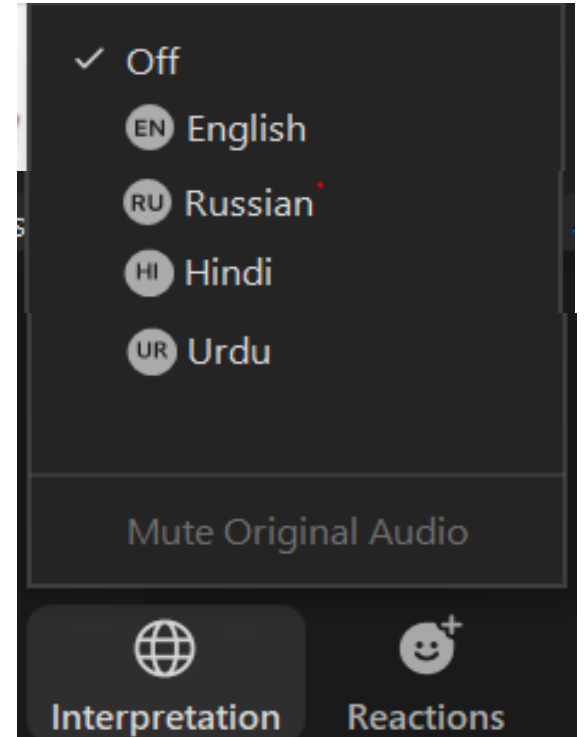 Off
EN English
RU Russian
HI Hindi
UR Urdu
Mute Original Audio
Interpretation Reactions